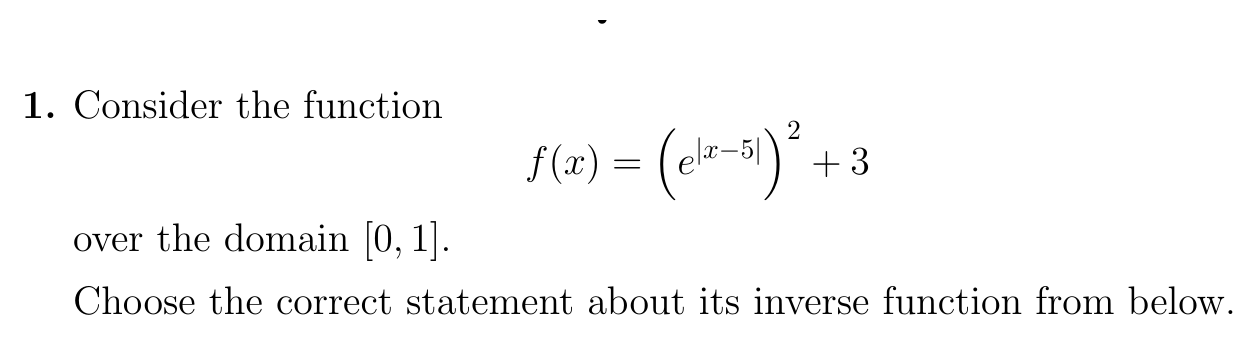 1. Consider the function
f(x) = (e^{|x−5|})^2 + 3
over the domain [0, 1].
Choose the correct statement about its inverse function from below.